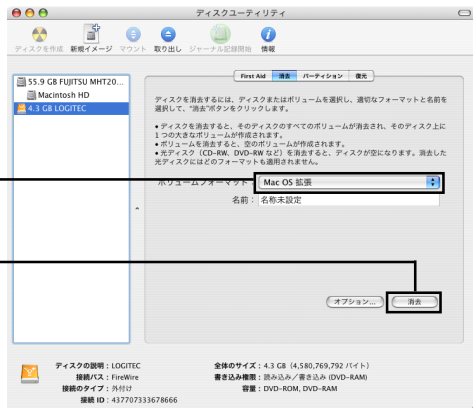 ディスクユーティリティ
ディスクを作成 新規イメージ マウント 取り出し ジャーナル記録開始 情報
55.9 GB FUJITSU MHT20...
Macintosh HD
4.3 GB LOGITEC
First Aid 消去 パーティション 復元
ディスクを消去するには、ディスクまたはボリュームを選択し、適切なフォーマットと名前を
選択して、"消去"ボタンをクリックします。
• ディスクを消去すると、そのディスクのすべてのボリュームが消去され、そのディスク上に
1 つの大きなボリュームが作成されます。
• ボリュームを消去すると、空のボリュームが作成されます。
• 光ディスク（CD-RW、DVD-RW など）を消去すると、ディスクが空になります。消去した
光ディスクにはどのフォーマットも適用されません。
ボリュームフォーマット： Mac OS 拡張
名前： 名称未設定
オプション... 消去
ディスクの説明：LOGITEC
接続バス：FireWire
接続のタイプ：外付け
接続 ID：437707333678666
全体のサイズ：4.3 GB（4,580,769,792 バイト）
書き込み権限：読み込み／書き込み (DVD-RAM)
容量：DVD-ROM, DVD-RAM